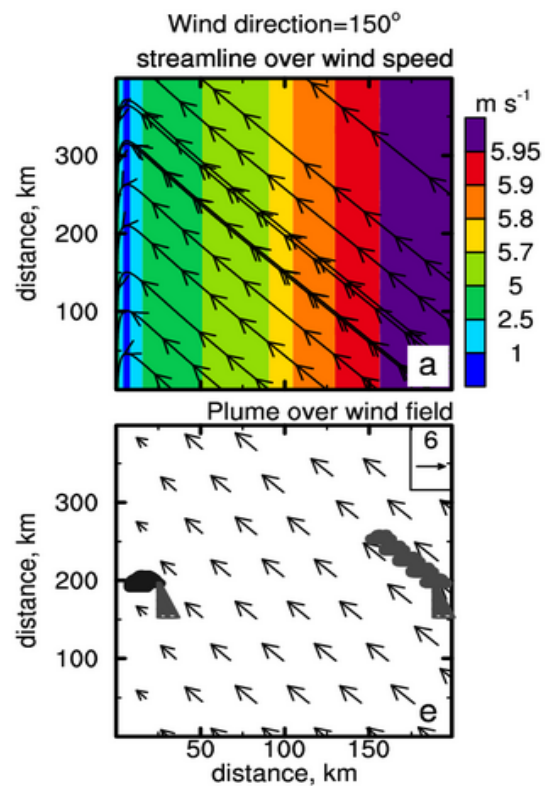 Wind direction=150°
streamline over wind speed
m s⁻¹
distance, km
300
200
100
5.95
5.9
5.8
5.7
5
2.5
1
a
Plume over wind field
6
distance, km
300
200
100
e
50 100 150
distance, km